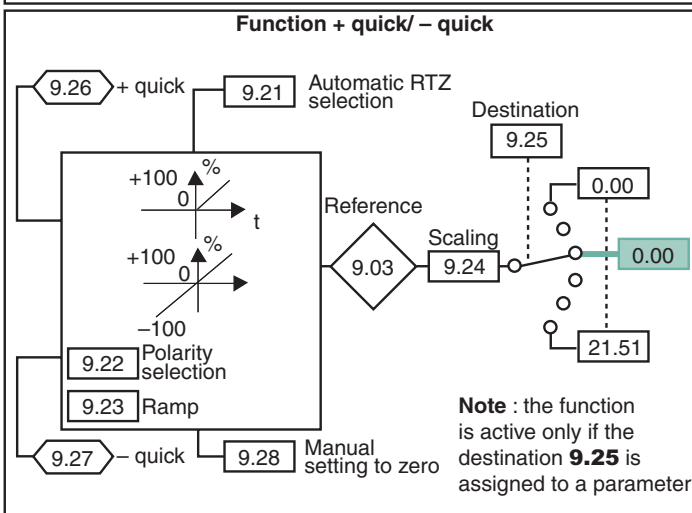 Function + quick/ – quick
9.26
+ quick
9.21
Automatic RTZ
selection
Destination
9.25
+100
%
0
t
0.00
Reference
9.03
Scaling
9.24
0.00
+100
%
0
–100
9.22
Polarity
selection
21.51
9.23
Ramp
9.27
– quick
9.28
Manual
setting to zero
Note : the function
is active only if the
destination 9.25 is
assigned to a parameter